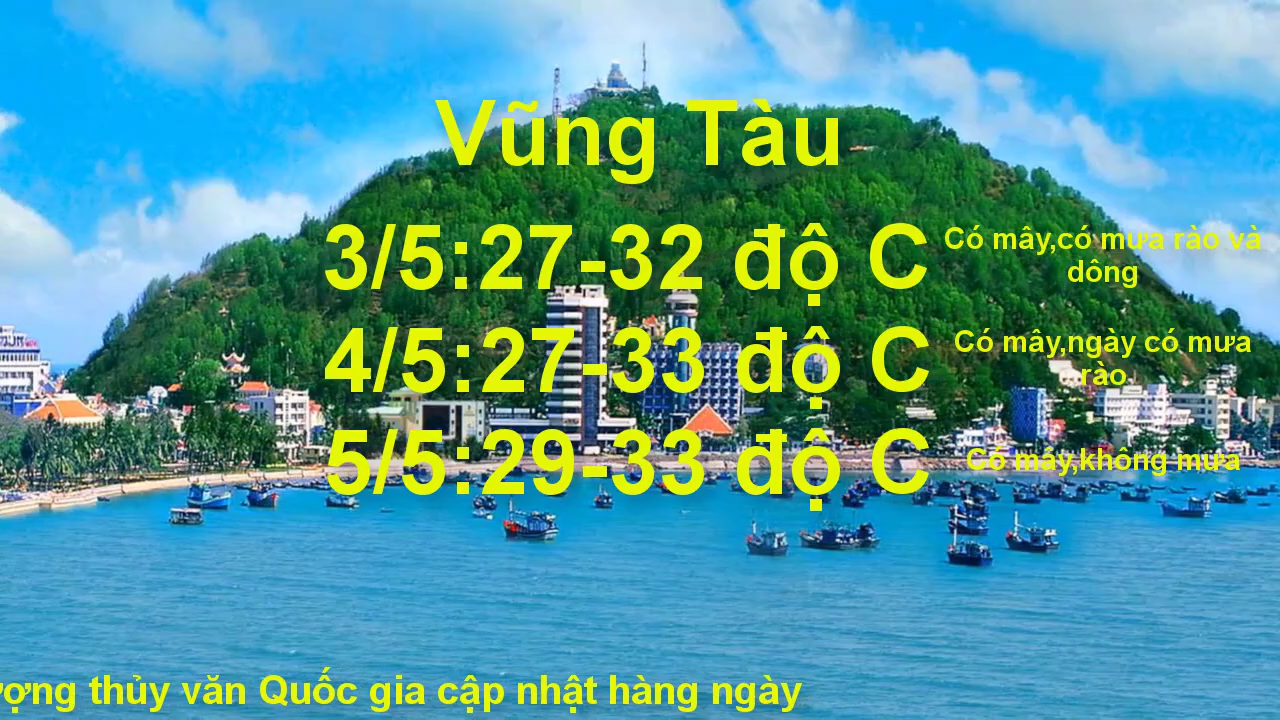 Vũng Tàu
3/5:27-32 độ C
Có mây,có mưa rào và
dông
4/5:27-33 độ C
Có mây,ngày có mưa
rào
5/5:29-33 độ C
Có mây,không mưa
thủy văn Quốc gia cập nhật hàng ngày